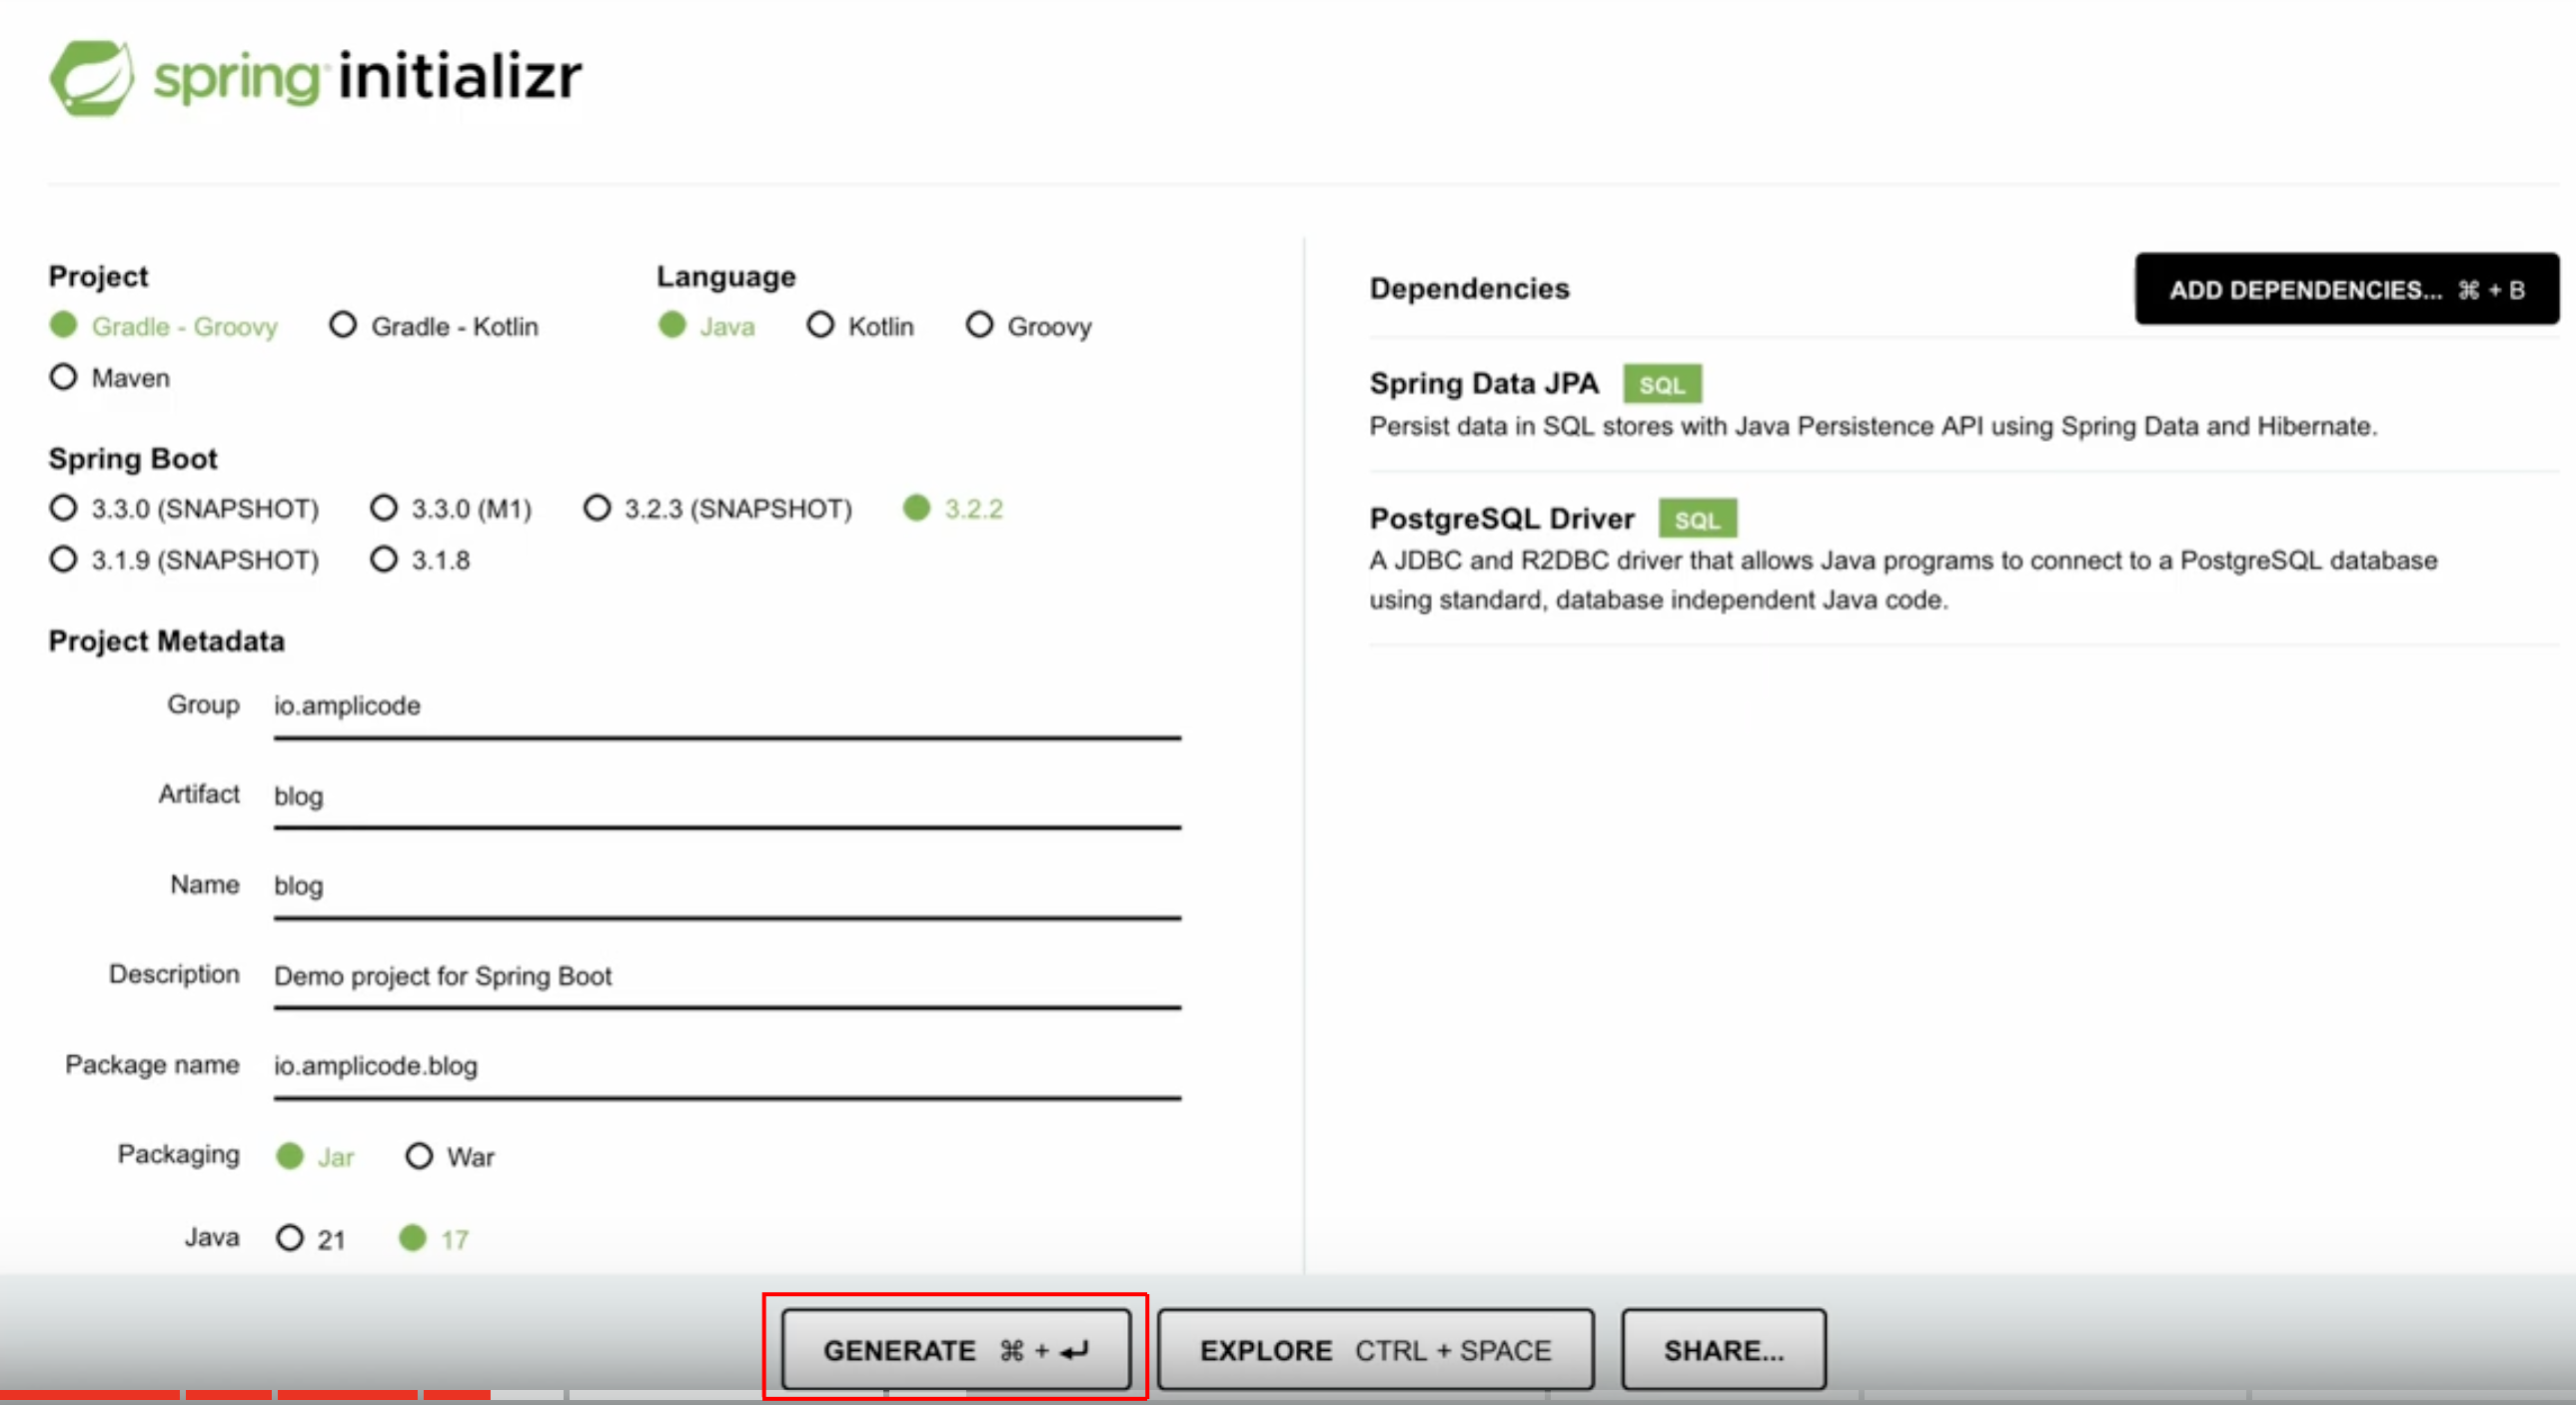 spring initializr
Project
Gradle - Groovy Gradle - Kotlin
Maven
Language
Java Kotlin Groovy
Spring Boot
3.3.0 (SNAPSHOT) 3.3.0 (M1) 3.2.3 (SNAPSHOT) 3.2.2
3.1.9 (SNAPSHOT) 3.1.8
Project Metadata
Group io.amplicode
Artifact blog
Name blog
Description Demo project for Spring Boot
Package name io.amplicode.blog
Packaging Jar War
Java 21 17
Dependencies
ADD DEPENDENCIES... ⌘ + B
Spring Data JPA SQL
Persist data in SQL stores with Java Persistence API using Spring Data and Hibernate.
PostgreSQL Driver SQL
A JDBC and R2DBC driver that allows Java programs to connect to a PostgreSQL database
using standard, database independent Java code.
GENERATE ⌘ + ↵
EXPLORE CTRL + SPACE
SHARE...